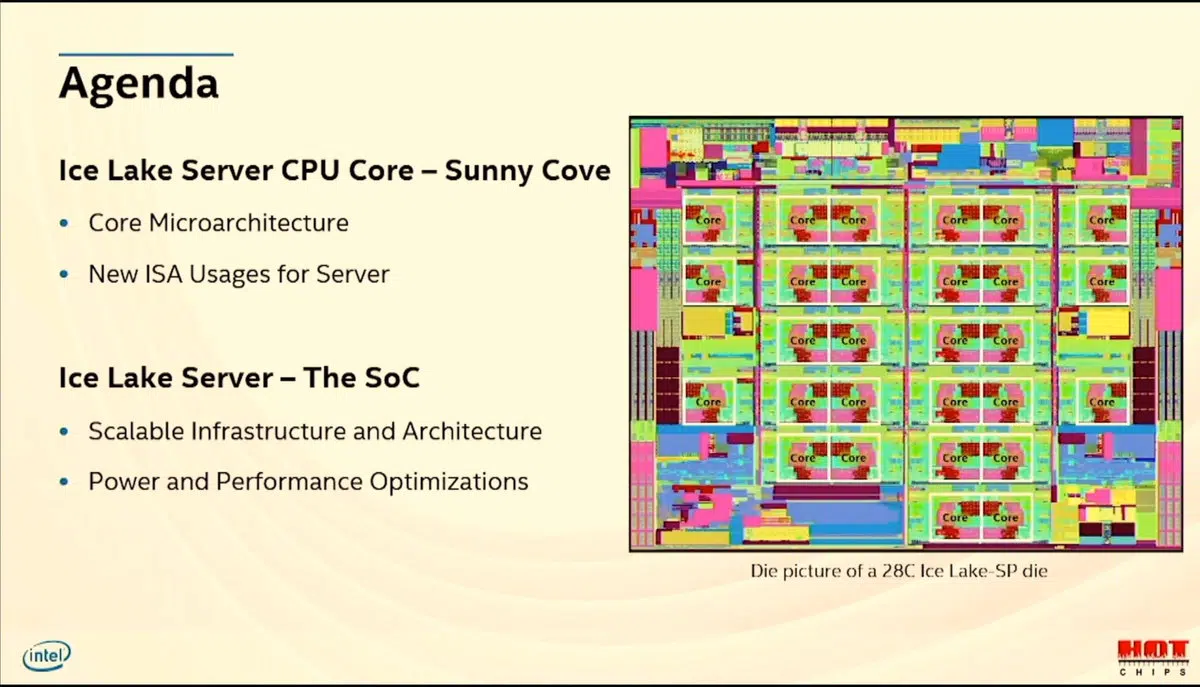 Agenda
Ice Lake Server CPU Core – Sunny Cove
• Core Microarchitecture
• New ISA Usages for Server
Ice Lake Server – The SoC
• Scalable Infrastructure and Architecture
• Power and Performance Optimizations
Core Core Core Core Core Core
Core Core Core Core Core Core
Core Core Core Core
Core Core Core Core Core Core
Core Core Core Core
Core Core
Die picture of a 28C Ice Lake-SP die
intel
HOT
CHIPS